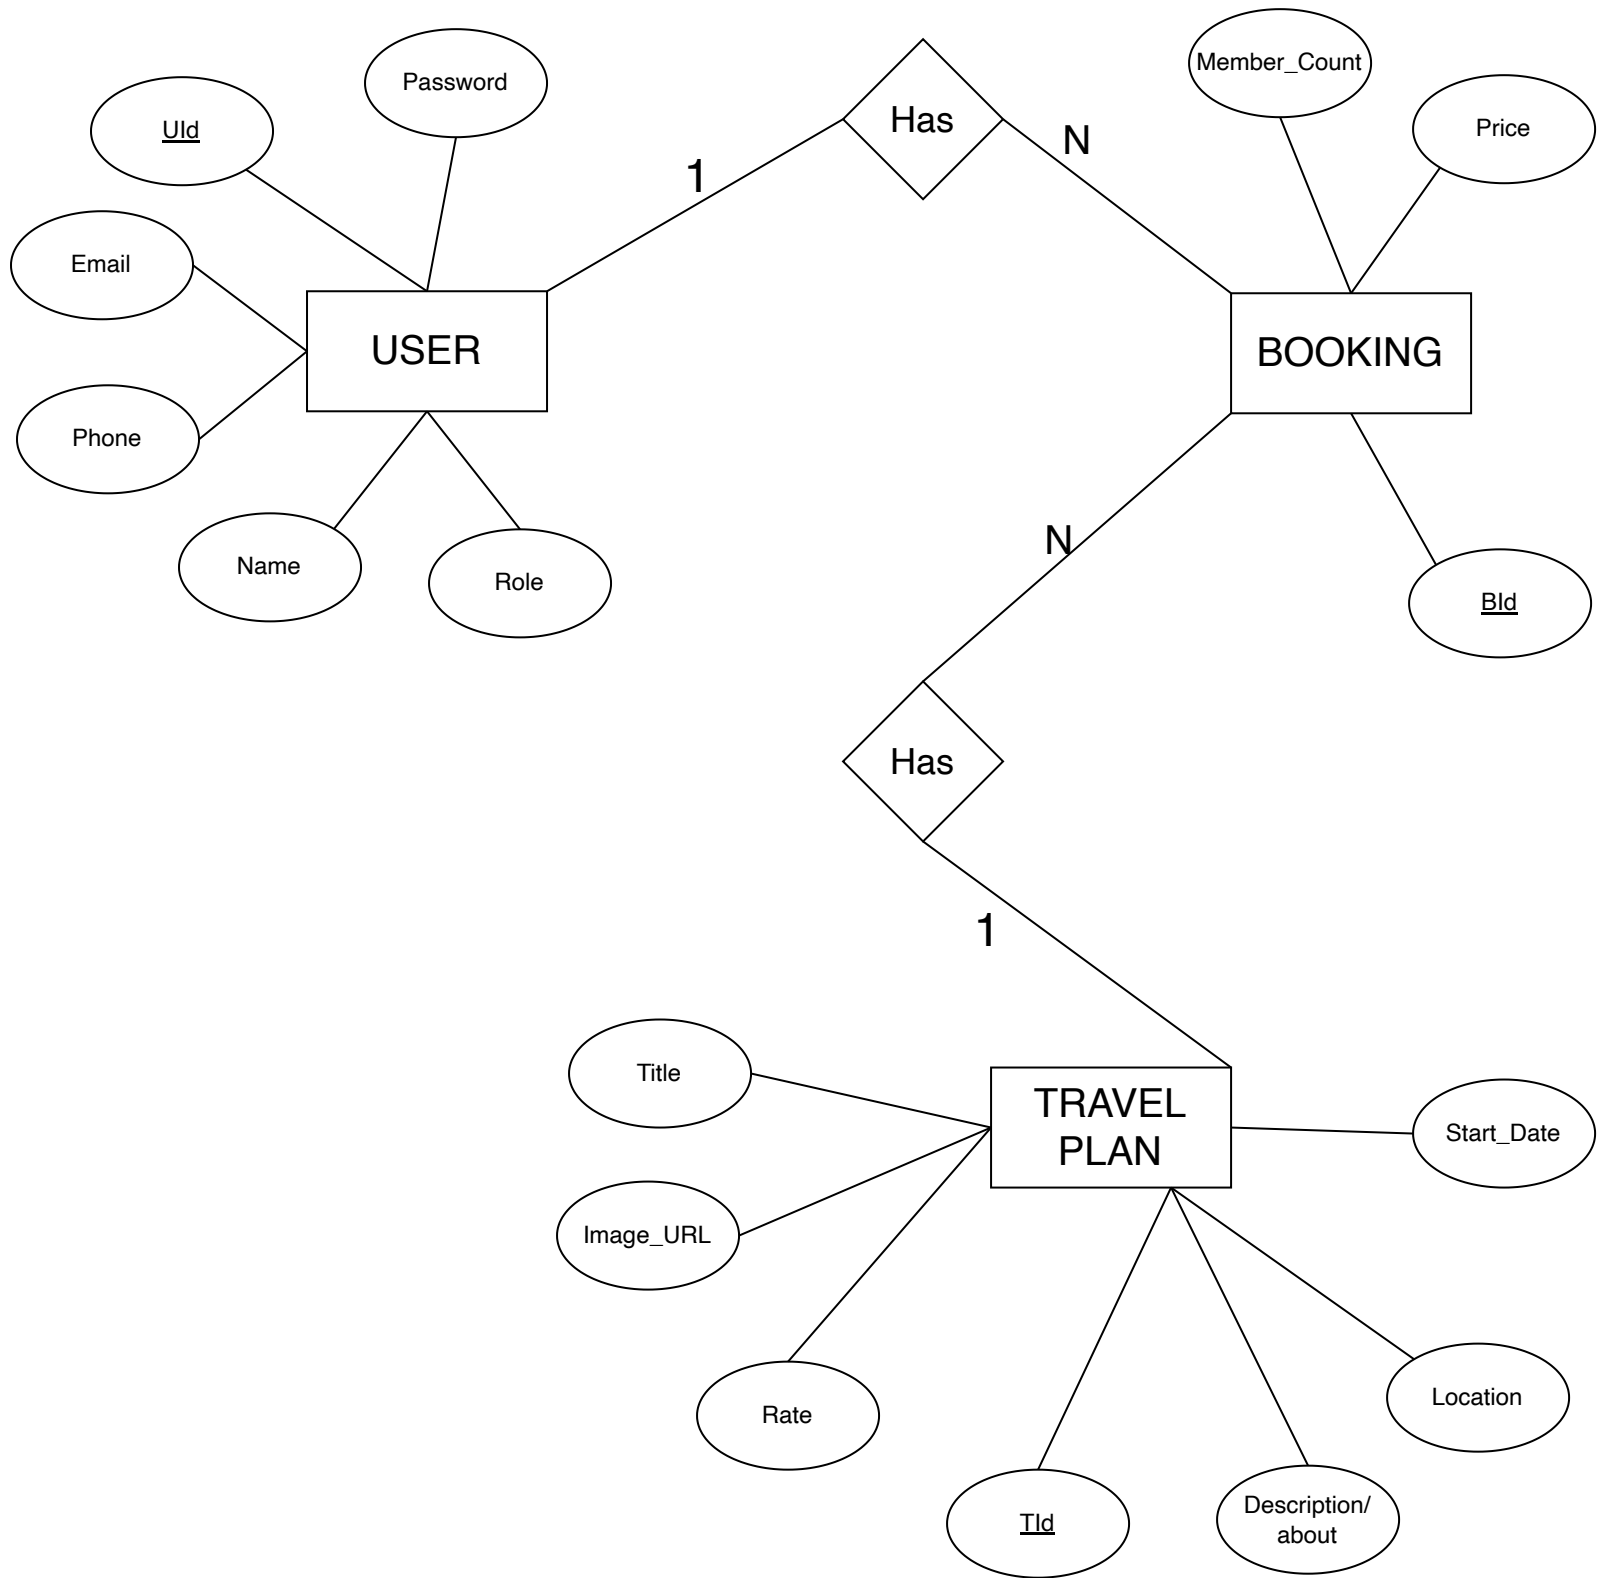 Member_Count
Password
Has
Price
UId
N
1
Email
USER
BOOKING
Phone
N
Name
Role
BId
Has
1
Title
TRAVEL
PLAN
Start_Date
Image_URL
Rate
Location
TId
Description/
about